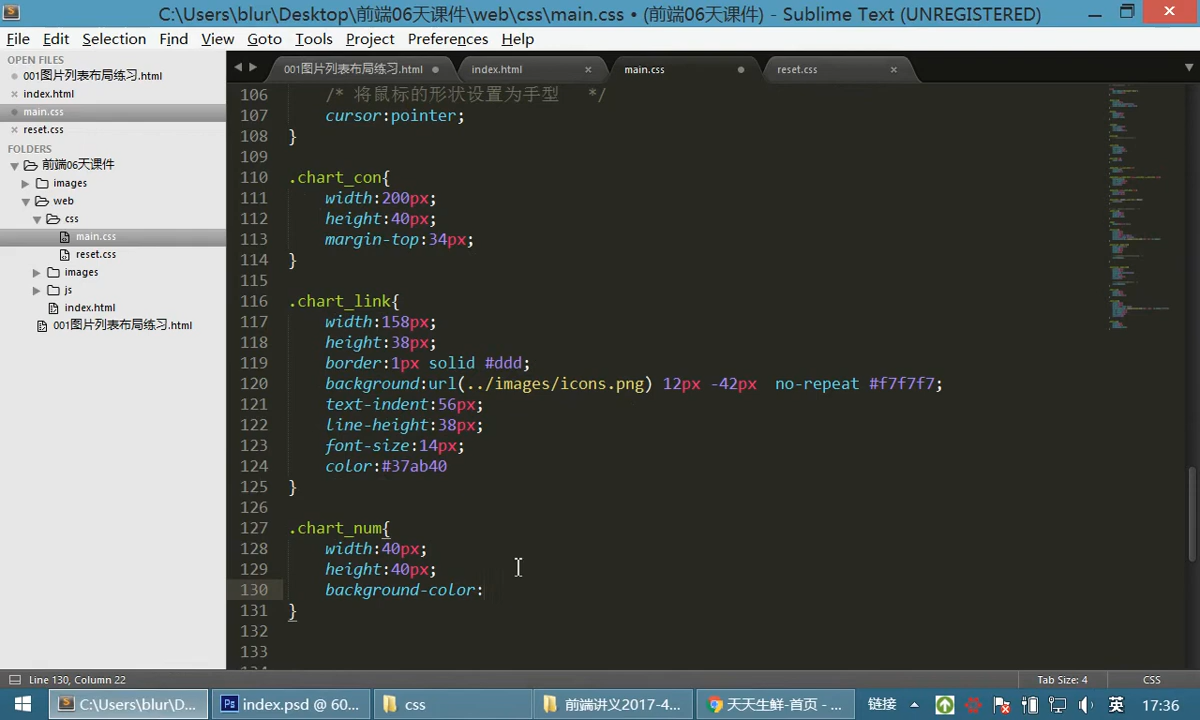 C:\Users\blur\Desktop\前端06天课件\web\css\main.css • (前端06天课件) - Sublime Text (UNREGISTERED)
File Edit Selection Find View Goto Tools Project Preferences Help
OPEN FILES
001图片列表布局练习.html
index.html
main.css
reset.css
FOLDERS
前端06天课件
images
web
css
main.css
reset.css
images
js
index.html
001图片列表布局练习.html
001图片列表布局练习.html index.html main.css reset.css
106 /* 将鼠标的形状设置为手型 */
107 cursor:pointer;
108 }
109
110 .chart_con{
111 width:200px;
112 height:40px;
113 margin-top:34px;
114 }
115
116 .chart_link{
117 width:158px;
118 height:38px;
119 border:1px solid #ddd;
120 background:url(../images/icons.png) 12px -42px no-repeat #f7f7f7;
121 text-indent:56px;
122 line-height:38px;
123 font-size:14px;
124 color:#37ab40
125 }
126
127 .chart_num{
128 width:40px;
129 height:40px;
130 background-color:
131 }
132
133
134
Line 130, Column 22 Tab Size: 4 CSS
C:\Users\blur\D... index.psd @ 60... css 前端讲义2017-4... 天天生鲜-首页 - ... 链接 英 17:36